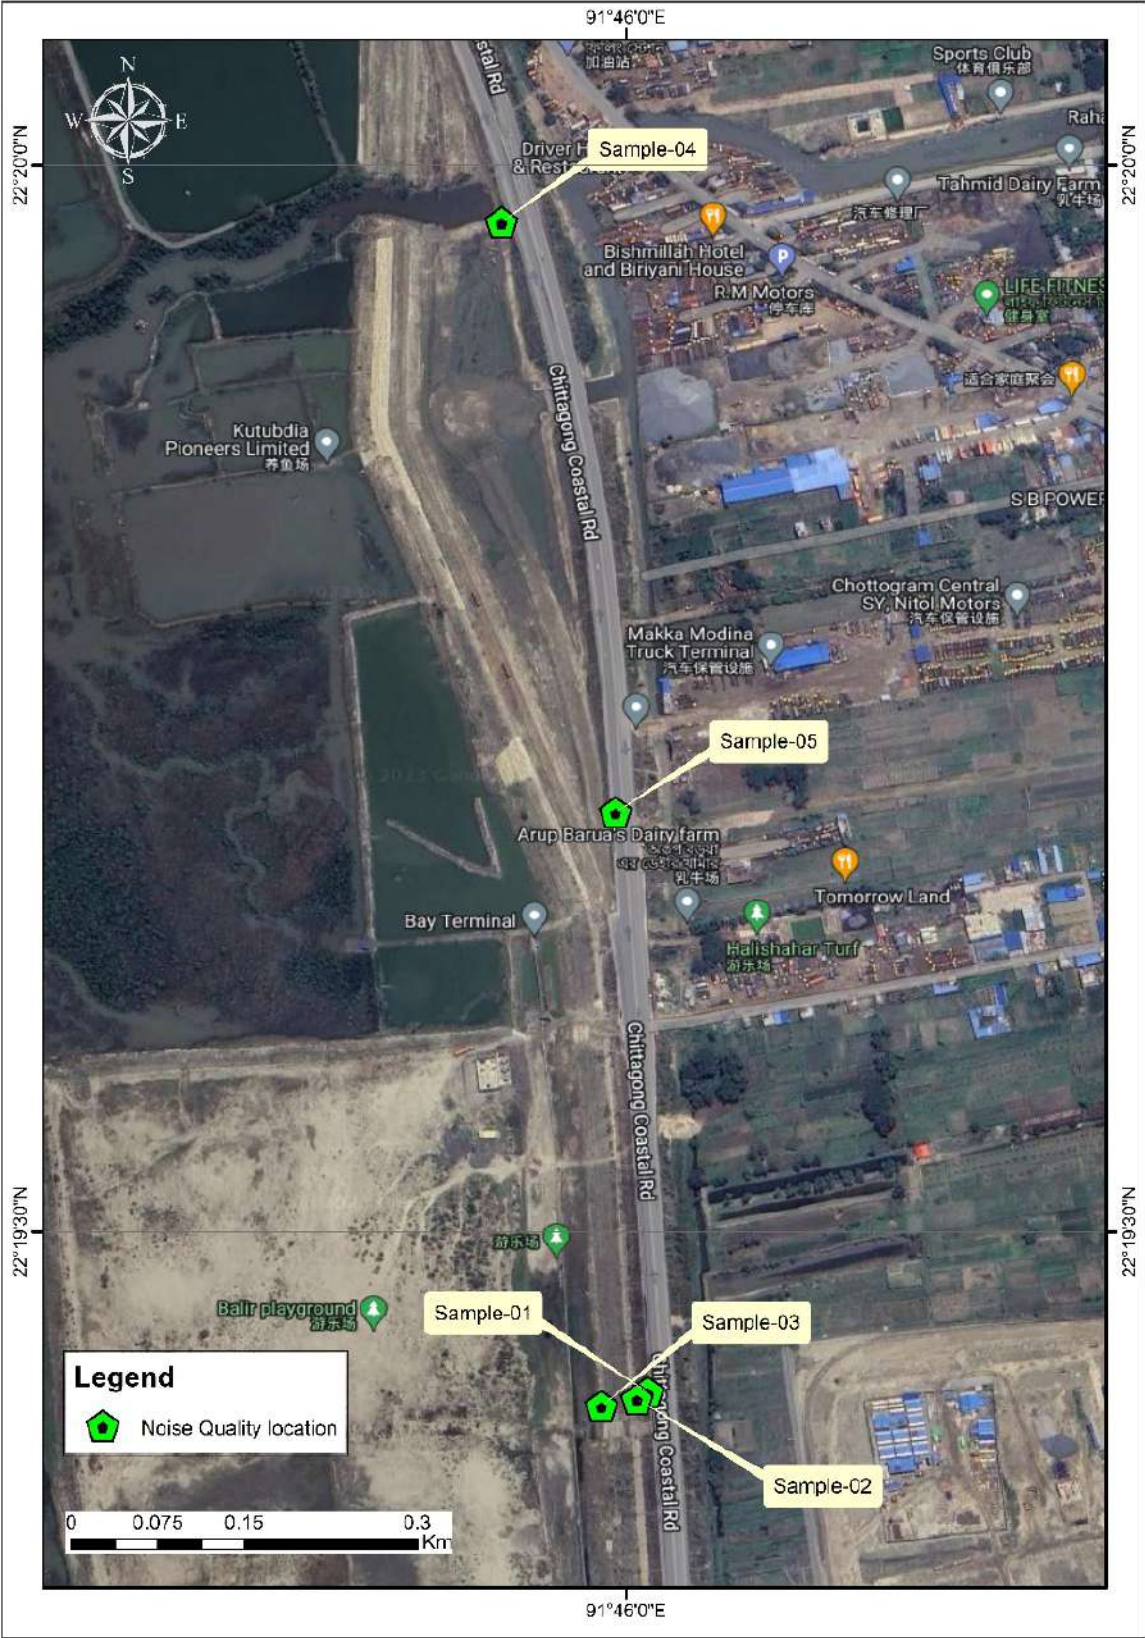 91°46'0"E
stal Rd
加油站
Sports Club
体育俱乐部
N
W
E
S
22°20'0"N
22°20'0"N
Raha
Driver H
& Restaurant
Sample-04
汽车修理厂
Tahmid Dairy Farm
乳牛场
Bishmillah Hotel
and Biriyani House
P
R.M Motors
停车库
LIFE FITNES
健身室
适合家庭聚会
Chittagong Coastal Rd
Kutubdia
Pioneers Limited
养鱼场
S B POWER
Chottogram Central
SY, Nitol Motors
汽车保管设施
Makka Modina
Truck Terminal
汽车保管设施
Sample-05
Arup Barua's Dairy farm
乳牛场
Tomorrow Land
Bay Terminal
Halishahar Turf
游乐场
Chittagong Coastal Rd
22°19'30"N
22°19'30"N
游乐场
Balir playground
游乐场
Sample-01
Sample-03
Legend
Noise Quality location
Chittagong Coastal Rd
Sample-02
0 0.075 0.15 0.3
Km
91°46'0"E